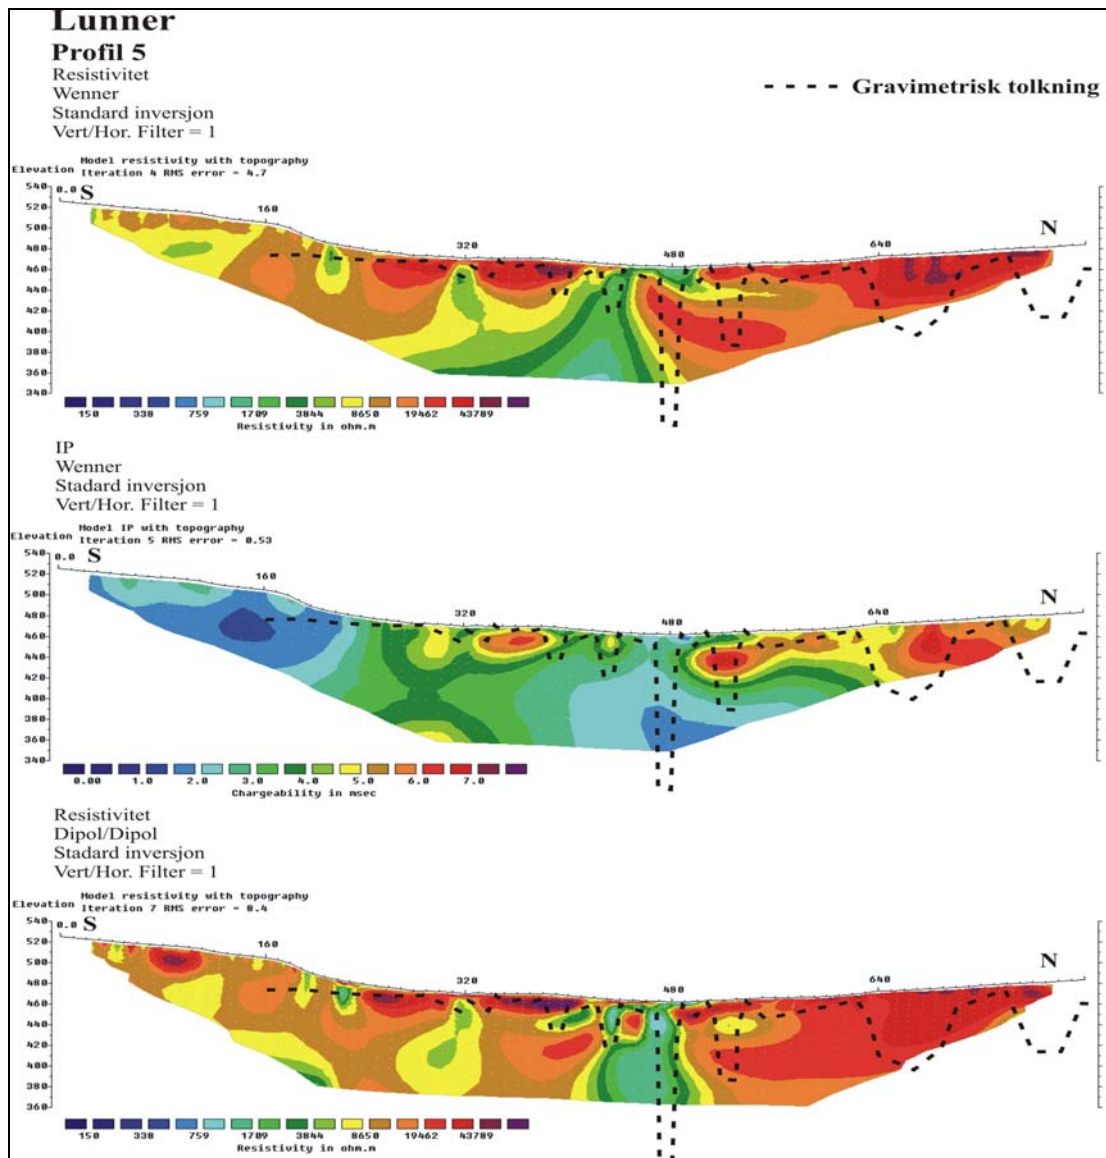 Lunner
Profil 5
Resistivitet
Wenner
Standard inversjon
Vert/Hor. Filter = 1
Gravimetrisk tolkning
Model resistivity with topography
Elevation Iteration 4 RMS error = 4.7
540
0.0 S
520
160
500
N
480
320
480
640
460
440
420
400
380
360
340
150 338 759 1709 3844 8650 19462 43789
Resistivity in ohm.m
IP
Wenner
Stadard inversjon
Vert/Hor. Filter = 1
Model IP with topography
Elevation Iteration 5 RMS error = 0.53
540
0.0 S
520
160
500
N
480
320
480
640
460
440
420
400
380
360
340
0.00 1.0 2.0 3.0 4.0 5.0 6.0 7.0
Chargeability in msec
Resistivitet
Dipol/Dipol
Stadard inversjon
Vert/Hor. Filter = 1
Model resistivity with topography
Elevation Iteration 7 RMS error = 8.4
540
0.0 S
520
160
500
N
480
320
480
640
460
440
420
400
380
360
150 338 759 1709 3844 8650 19462 43789
Resistivity in ohm.m